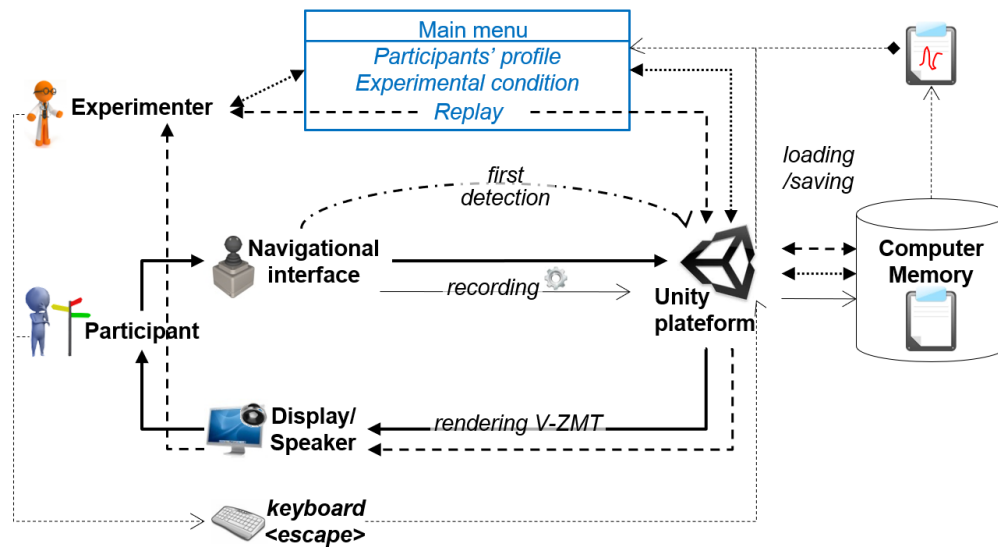 Main menu
Participants’ profile
Experimental condition
Replay
Experimenter
loading
/saving
first
detection
Navigational
interface
recording
Unity
plateform
Computer
Memory
Participant
Display/
Speaker
rendering V-ZMT
keyboard
<escape>